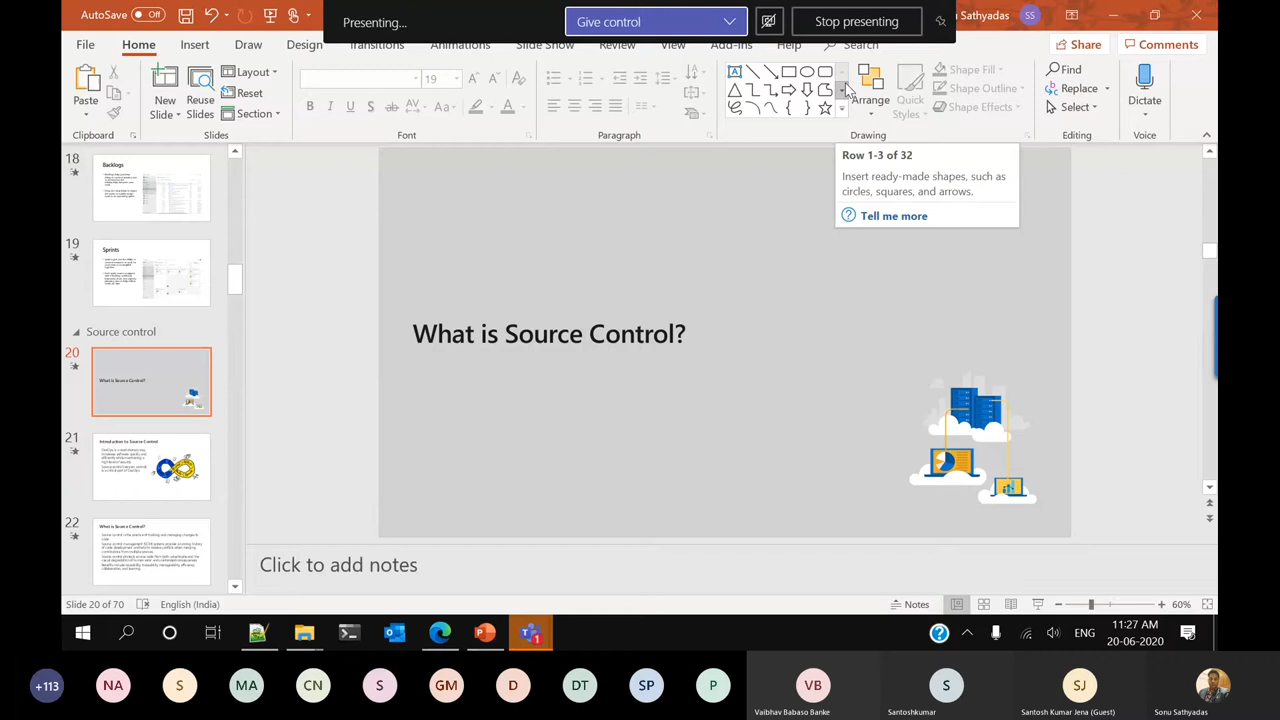 AutoSave Off
Presenting...
Give control
Stop presenting
Sathyadas SS
File Home Insert Draw Design Transitions Animations Slide Show Review View Add-ins Help Search
Share Comments
Paste
New Slide
Reuse Slides
Layout
Reset
Section
19
Arrange
Quick Styles
Shape Fill
Shape Outline
Shape Effects
Find
Replace
Select
Dictate
Clipboard Slides Font Paragraph Drawing Editing Voice
Row 1-3 of 32
Insert ready-made shapes, such as
circles, squares, and arrows.
Tell me more
18
Backlogs
19
Sprints
Source control
20
What is Source Control?
21
Introduction to Source Control
22
What is Source Control?
What is Source Control?
Click to add notes
Slide 20 of 70 English (India) Notes 60%
ENG
11:27 AM
20-06-2020
+113 NA S MA CN S GM D DT SP P VB S SJ
Vaibhav Babaso Banke Santoshkumar Santosh Kumar Jena (Guest) Sonu Sathyadas